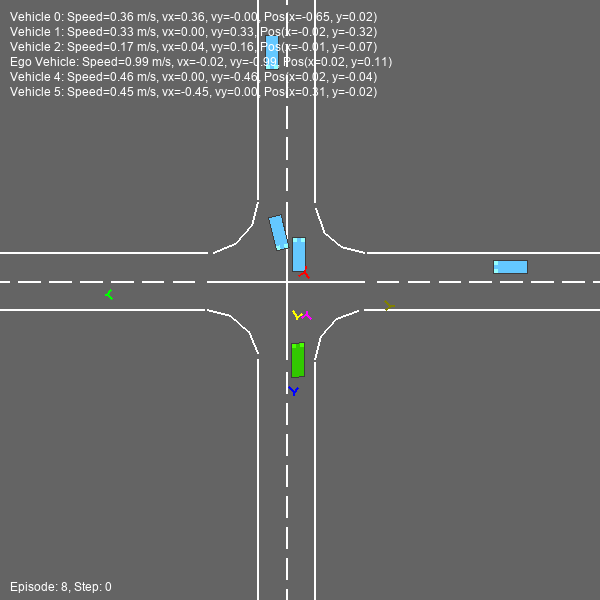 Vehicle 0: Speed=0.36 m/s, vx=0.36, vy=-0.00, Pos(x=-0.65, y=0.02)
Vehicle 1: Speed=0.33 m/s, vx=0.00, vy=0.33, Pos(x=-0.02, y=-0.32)
Vehicle 2: Speed=0.17 m/s, vx=0.04, vy=0.16, Pos(x=-0.01, y=-0.07)
Ego Vehicle: Speed=0.99 m/s, vx=-0.02, vy=-0.99, Pos(x=0.02, y=0.11)
Vehicle 4: Speed=0.46 m/s, vx=0.00, vy=-0.46, Pos(x=0.02, y=-0.04)
Vehicle 5: Speed=0.45 m/s, vx=-0.45, vy=0.00, Pos(x=0.31, y=-0.02)
Episode: 8, Step: 0